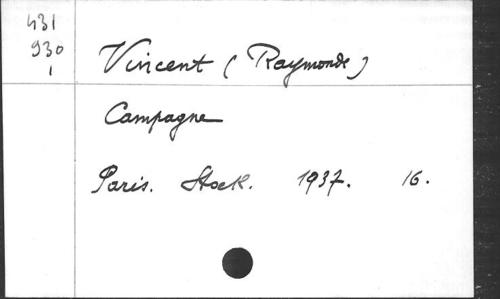 431
930
1
Vincent (Raymonde)
Campagne
Paris. Stock. 1937. 16.